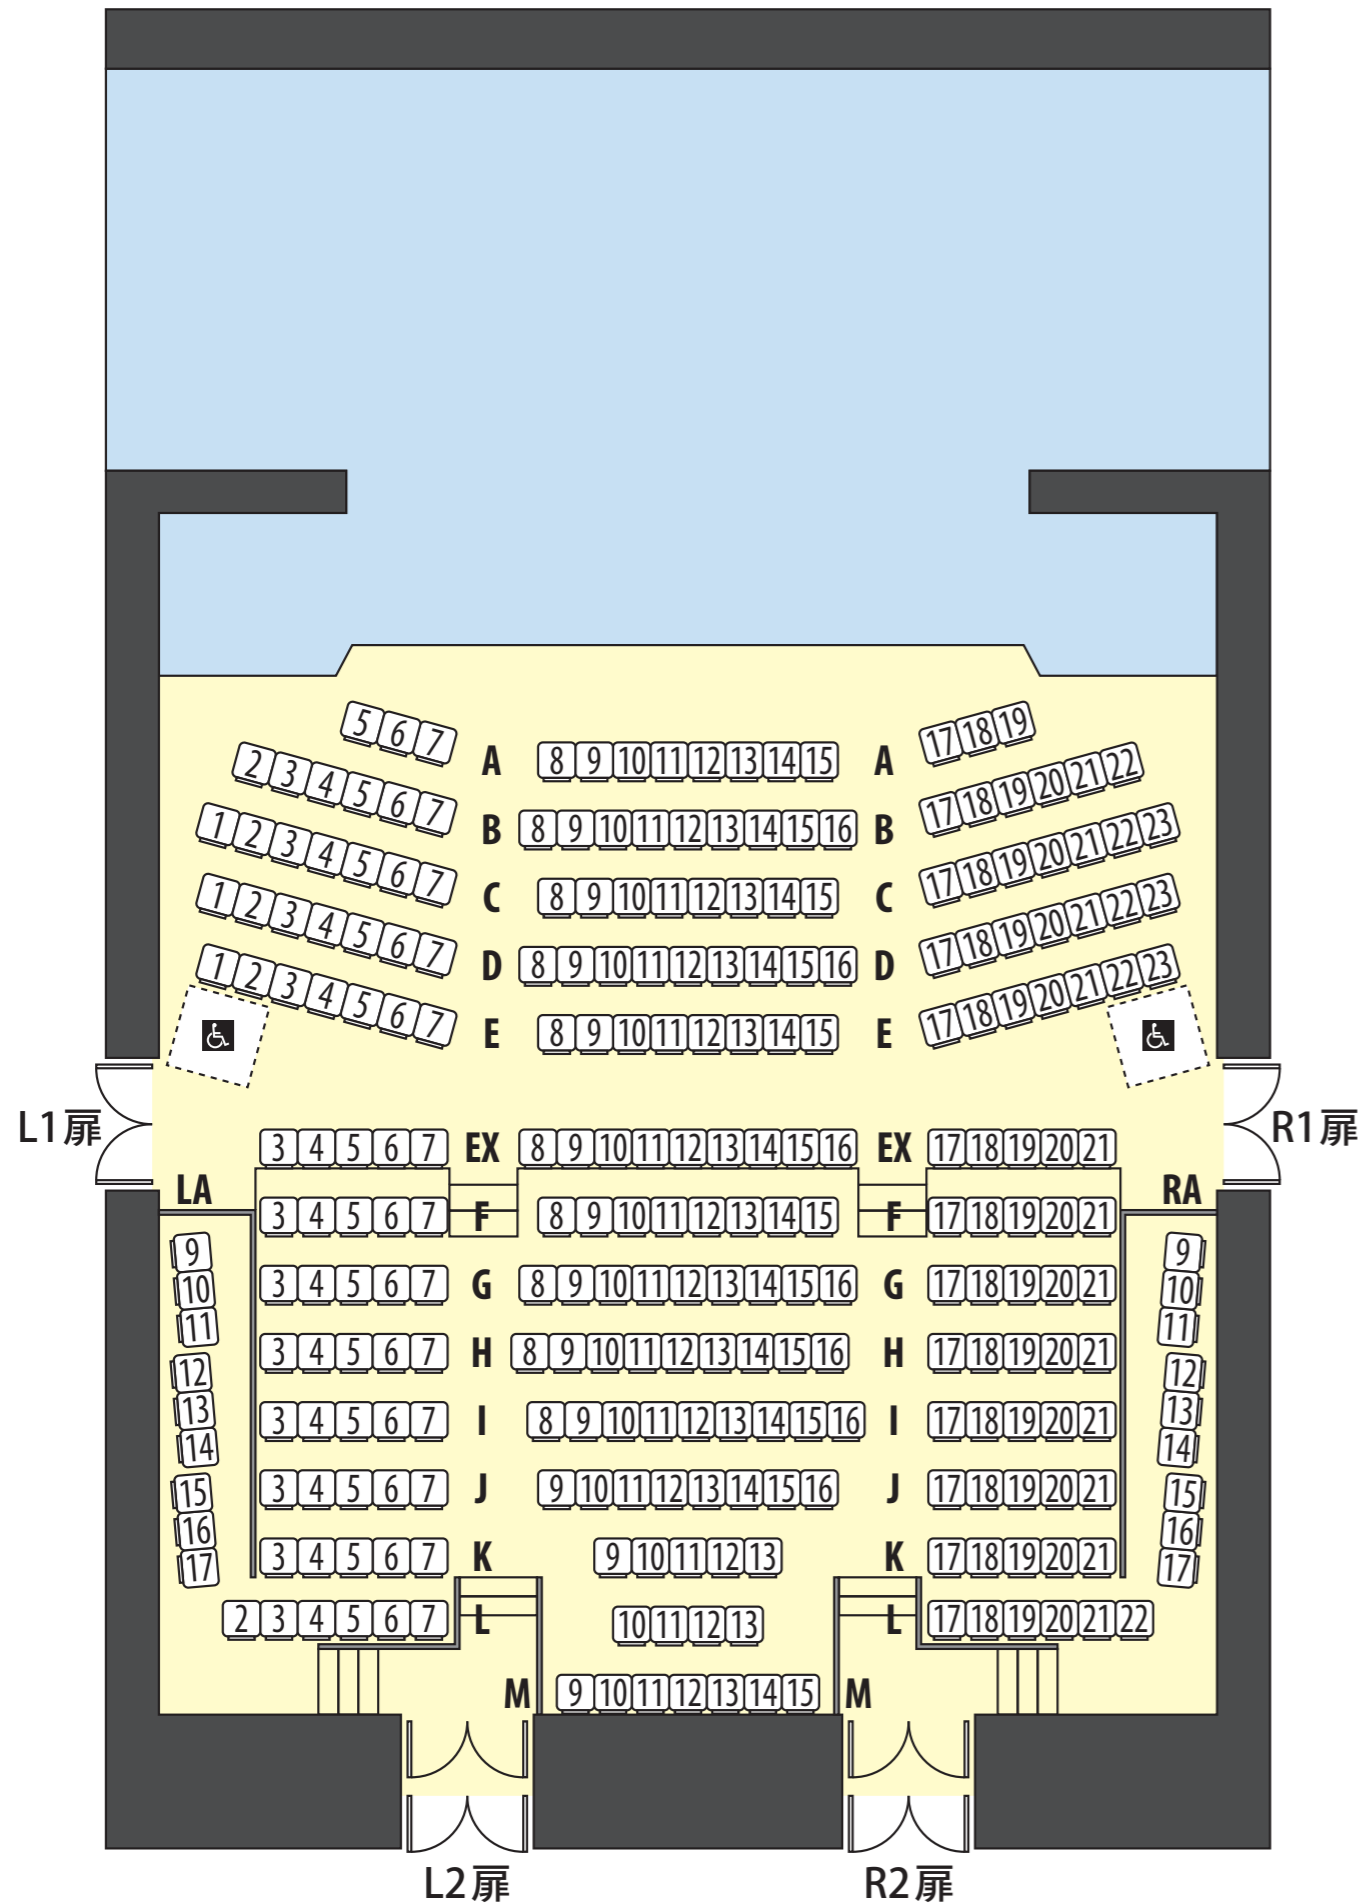 5 6 7 A 8 9 10 11 12 13 14 15 A 17 18 19
2 3 4 5 6 7 B 8 9 10 11 12 13 14 15 16 B 17 18 19 20 21 22
1 2 3 4 5 6 7 C 8 9 10 11 12 13 14 15 C 17 18 19 20 21 22 23
1 2 3 4 5 6 7 D 8 9 10 11 12 13 14 15 16 D 17 18 19 20 21 22 23
1 2 3 4 5 6 7 E 8 9 10 11 12 13 14 15 E 17 18 19 20 21 22 23
L1扉
R1扉
3 4 5 6 7 EX 8 9 10 11 12 13 14 15 16 EX 17 18 19 20 21
LA
RA
3 4 5 6 7 F 8 9 10 11 12 13 14 15 F 17 18 19 20 21
3 4 5 6 7 G 8 9 10 11 12 13 14 15 16 G 17 18 19 20 21
3 4 5 6 7 H 8 9 10 11 12 13 14 15 16 H 17 18 19 20 21
3 4 5 6 7 I 8 9 10 11 12 13 14 15 16 I 17 18 19 20 21
3 4 5 6 7 J 9 10 11 12 13 14 15 16 J 17 18 19 20 21
3 4 5 6 7 K 9 10 11 12 13 K 17 18 19 20 21
2 3 4 5 6 7 L 10 11 12 13 L 17 18 19 20 21 22
M 9 10 11 12 13 14 15 M
9
10
11
12
13
14
15
16
17
9
10
11
12
13
14
15
16
17
L2扉
R2扉